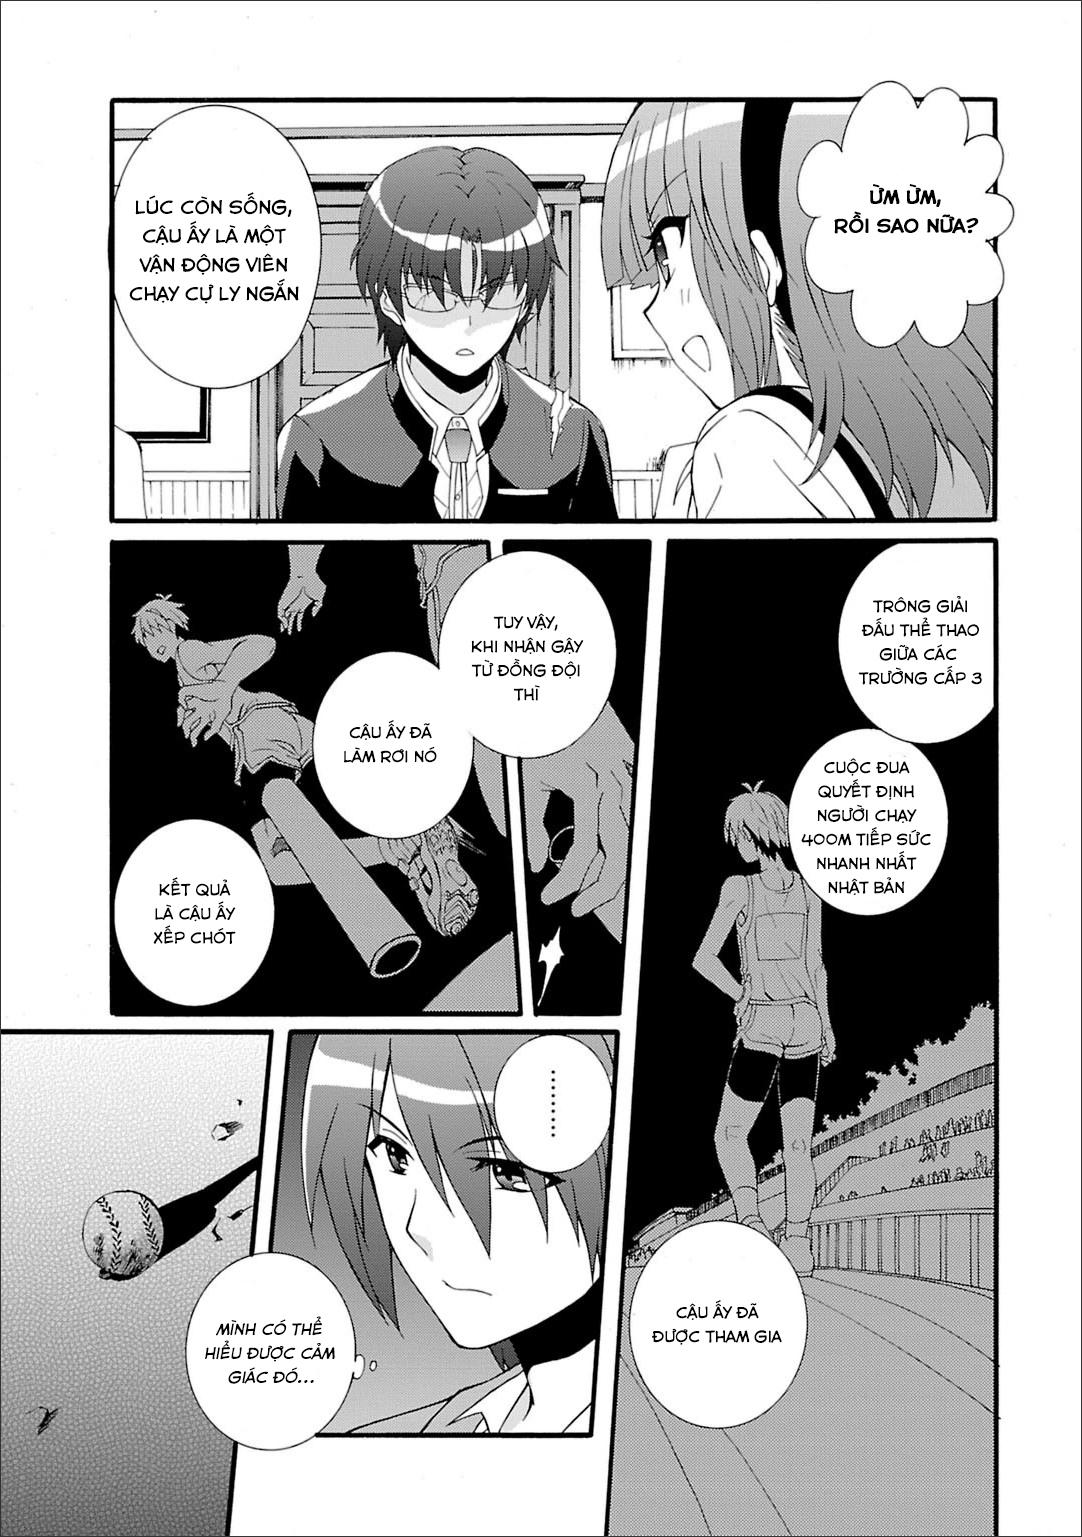 ỪM ỪM,
RỒI SAO NỮA?
LÚC CÒN SỐNG,
CẬU ẤY LÀ MỘT
VẬN ĐỘNG VIÊN
CHẠY CỰ LY NGẮN
TRÔNG GIẢI
ĐẤU THỂ THAO
GIỮA CÁC
TRƯỜNG CẤP 3
CUỘC ĐUA
QUYẾT ĐỊNH
NGƯỜI CHẠY
400M TIẾP SỨC
NHANH NHẤT
NHẬT BẢN
CẬU ẤY ĐÃ
ĐƯỢC THAM GIA
TUY VẬY,
KHI NHẬN GẬY
TỪ ĐỒNG ĐỘI
THÌ
CẬU ẤY ĐÃ
LÀM RƠI NÓ
KẾT QUẢ
LÀ CẬU ẤY
XẾP CHÓT
.........
MÌNH CÓ THỂ
HIỂU ĐƯỢC CẢM
GIÁC ĐÓ...